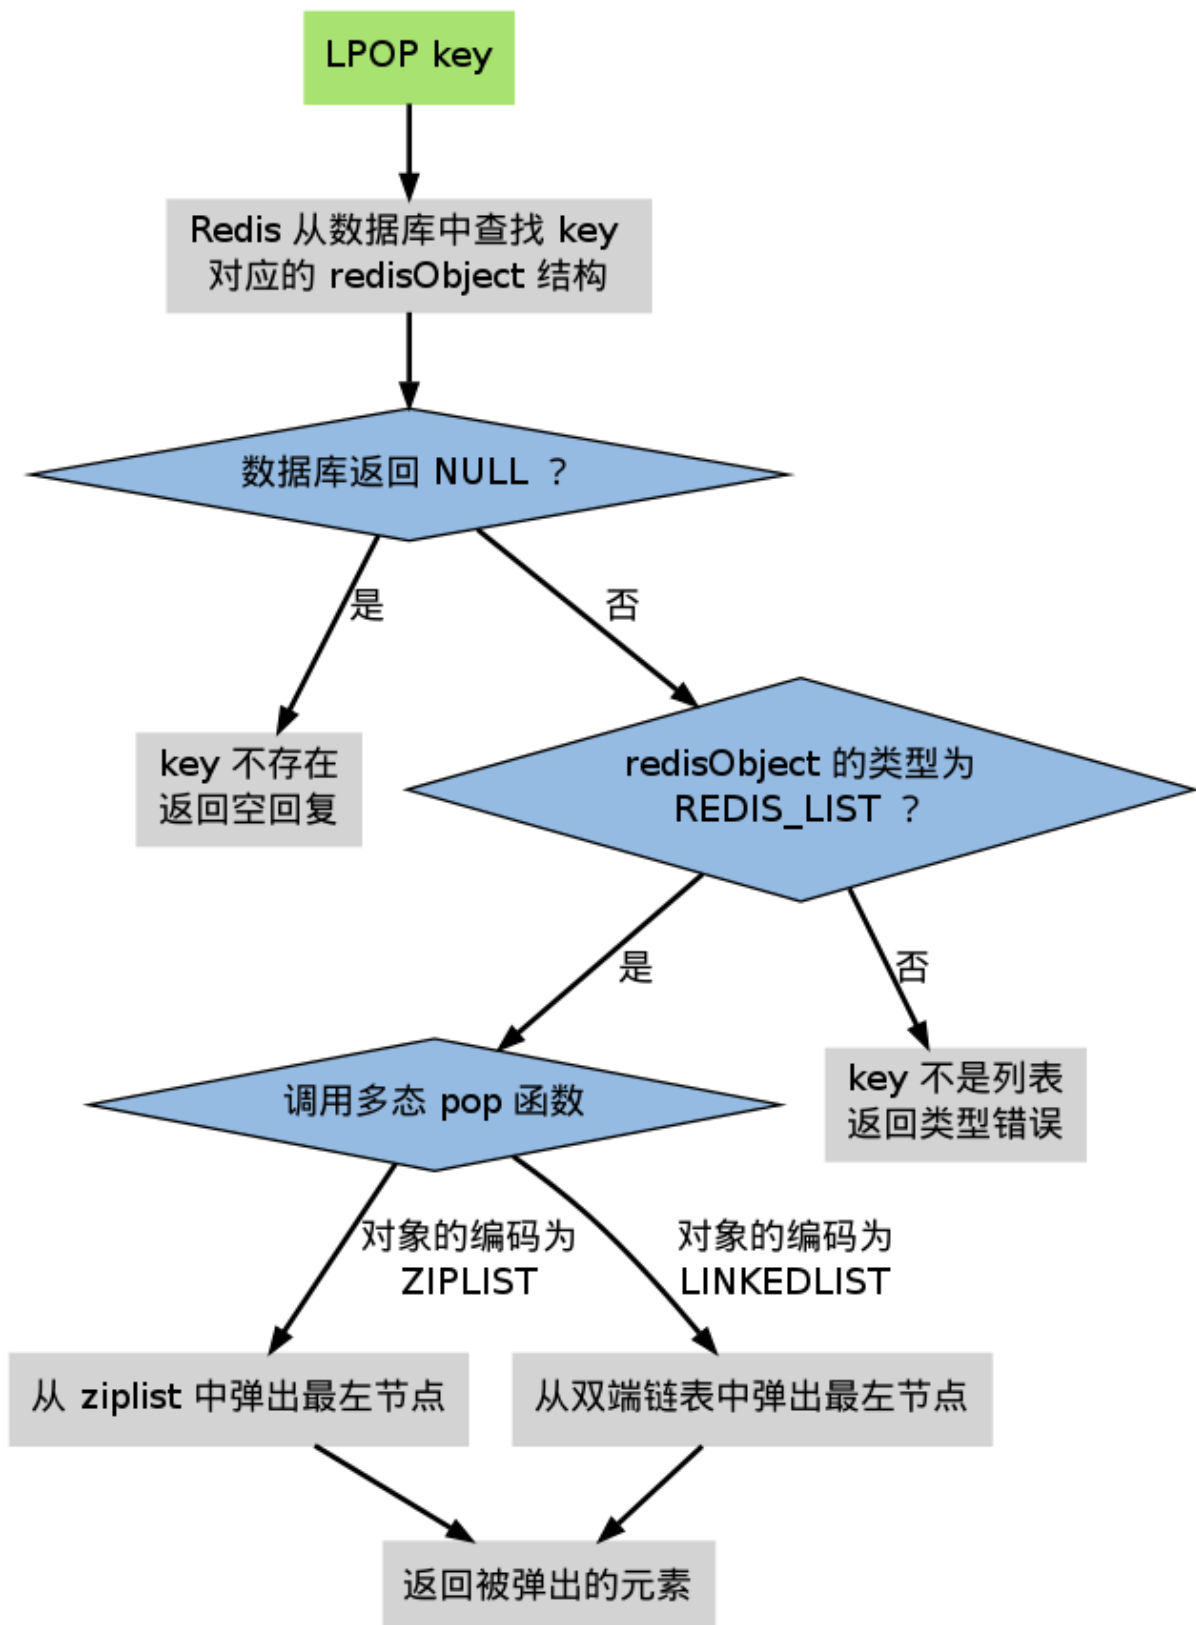 LPOP key
Redis 从数据库中查找 key
对应的 redisObject 结构
数据库返回 NULL ？
是
否
key 不存在
返回空回复
redisObject 的类型为
REDIS_LIST ？
是
否
调用多态 pop 函数
key 不是列表
返回类型错误
对象的编码为
ZIPLIST
对象的编码为
LINKEDLIST
从 ziplist 中弹出最左节点
从双端链表中弹出最左节点
返回被弹出的元素